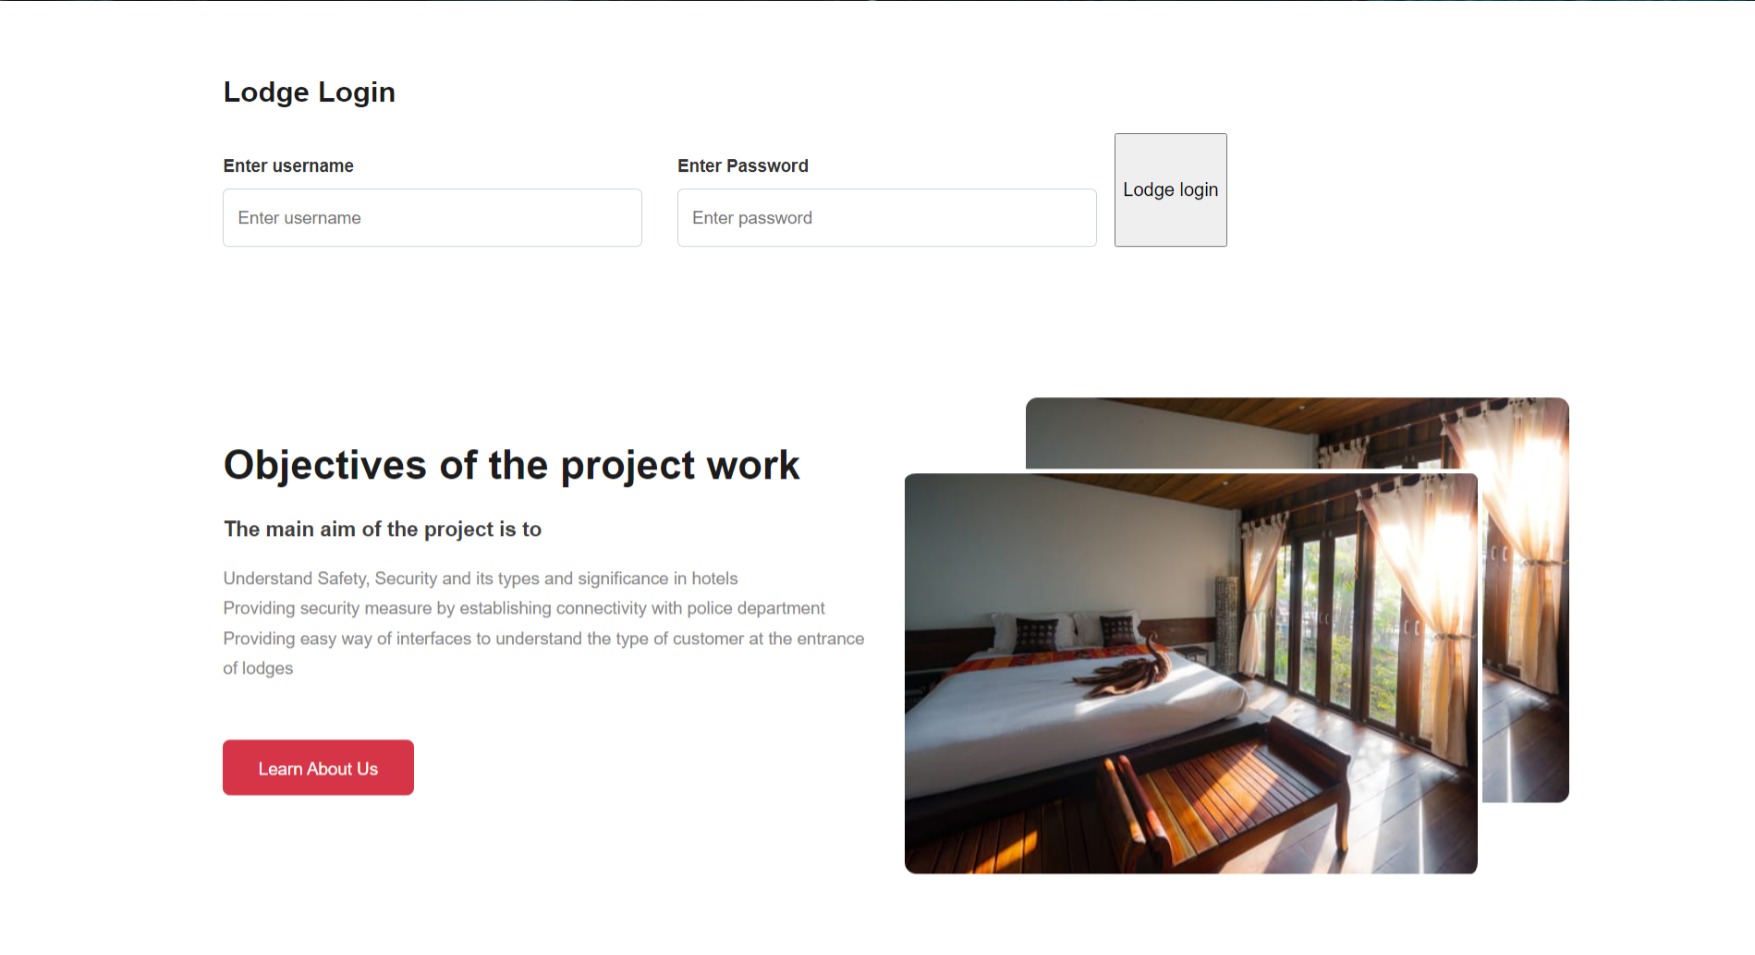 Lodge Login
Enter username
Enter Password
Enter username
Enter password
Lodge login
Objectives of the project work
The main aim of the project is to
Understand Safety, Security and its types and significance in hotels
Providing security measure by establishing connectivity with police department
Providing easy way of interfaces to understand the type of customer at the entrance
of lodges
Learn About Us